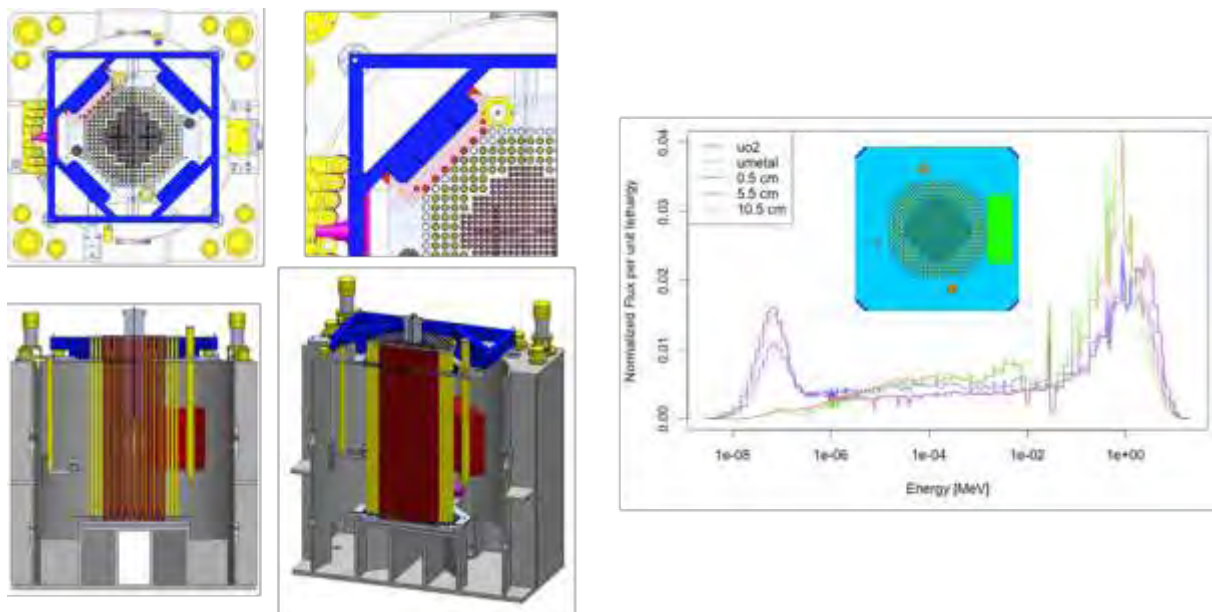 uo2
umetal
0.5 cm
5.5 cm
10.5 cm
Normalized Flux per unit lethargy
0.04
0.03
0.02
0.01
0.00
1e-08
1e-06
1e-04
1e-02
1e+00
Energy [MeV]